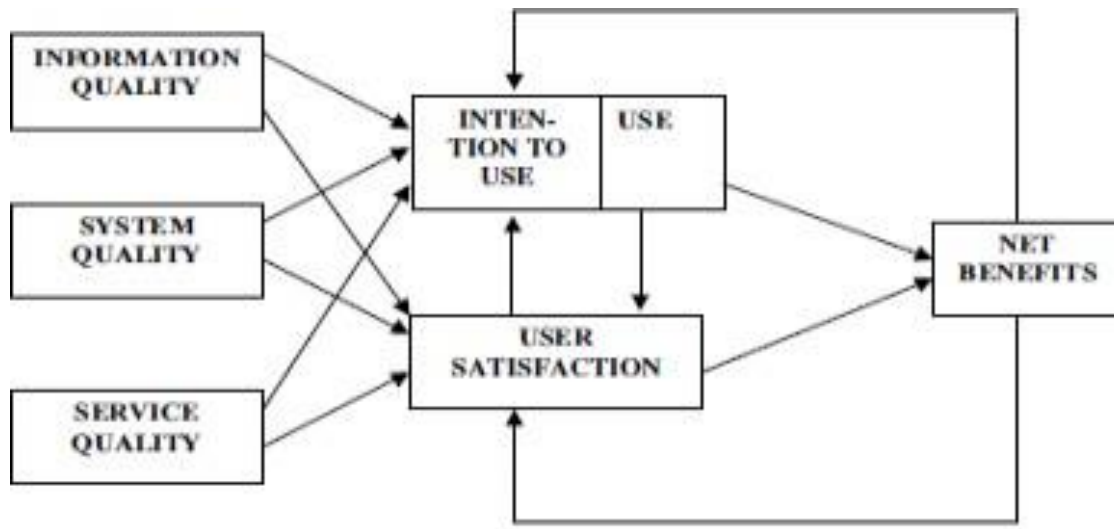 INFORMATION
QUALITY
SYSTEM
QUALITY
SERVICE
QUALITY
INTEN-
TION TO
USE
USE
USER
SATISFACTION
NET
BENEFITS